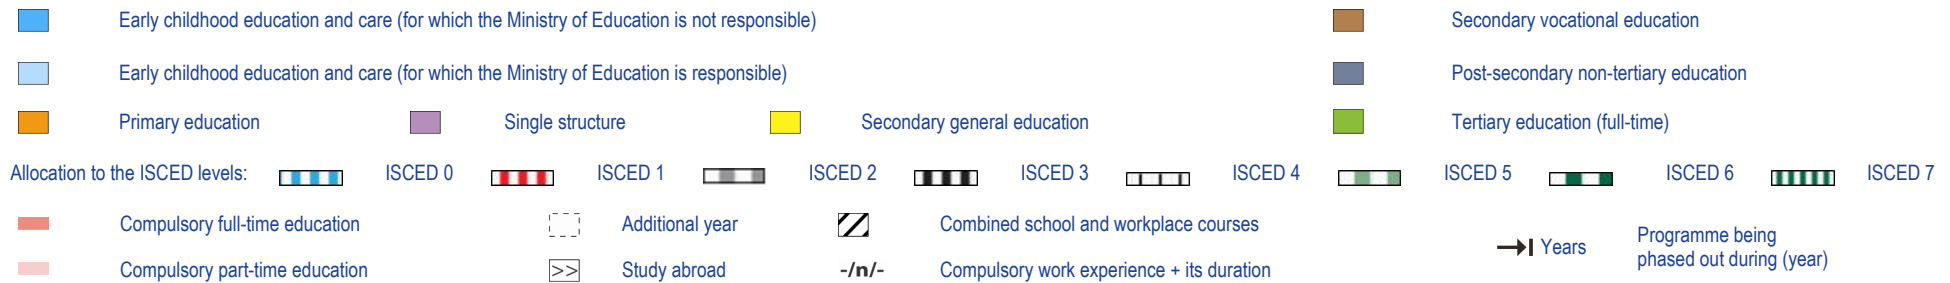 Early childhood education and care (for which the Ministry of Education is not responsible) Secondary vocational education
Early childhood education and care (for which the Ministry of Education is responsible) Post-secondary non-tertiary education
Primary education Single structure Secondary general education Tertiary education (full-time)
Allocation to the ISCED levels: ISCED 0 ISCED 1 ISCED 2 ISCED 3 ISCED 4 ISCED 5 ISCED 6 ISCED 7
Compulsory full-time education Additional year Combined school and workplace courses
Compulsory part-time education >> Study abroad -/n/- Compulsory work experience + its duration
Years Programme being
phased out during (year)